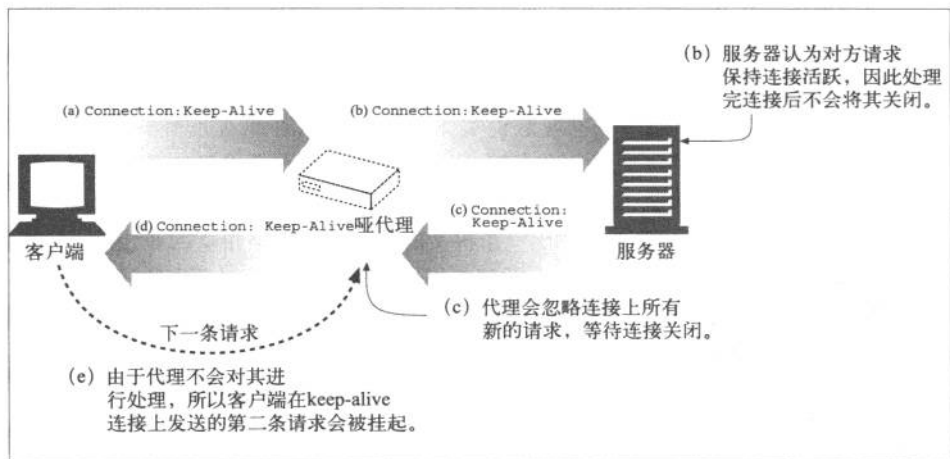 (b) 服务器认为对方请求
保持连接活跃，因此处理
完连接后不会将其关闭。
(a) Connection:Keep-Alive
(b) Connection:Keep-Alive
(c) Connection:
Keep-Alive
(d) Connection: Keep-Alive
哑代理
客户端
服务器
(c) 代理会忽略连接上所有
新的请求，等待连接关闭。
下一条请求
(e) 由于代理不会对其进
行处理，所以客户端在keep-alive
连接上发送的第二条请求会被挂起。